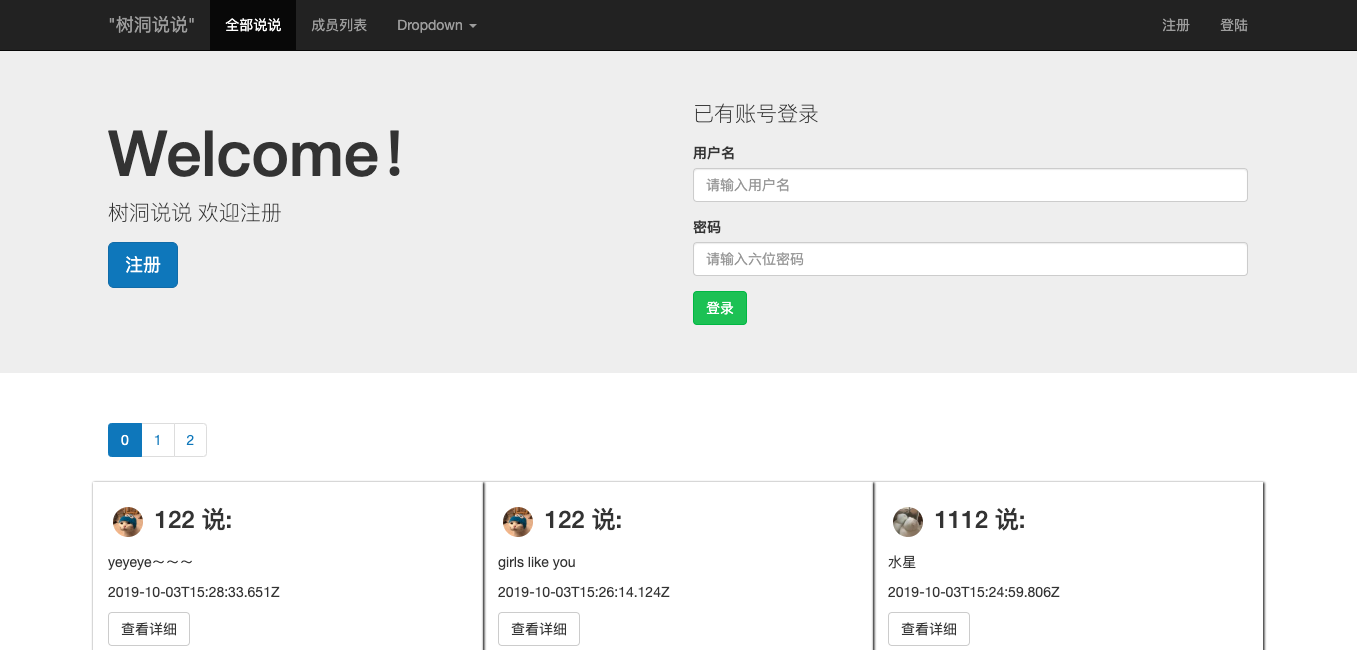 "树洞说说" 全部说说 成员列表 Dropdown 注册 登陆
Welcome!
树洞说说 欢迎注册
注册
已有账号登录
用户名
请输入用户名
密码
请输入六位密码
登录
0 1 2
122 说:
yeyeye～～～
2019-10-03T15:28:33.651Z
查看详细
122 说:
girls like you
2019-10-03T15:26:14.124Z
查看详细
1112 说:
水星
2019-10-03T15:24:59.806Z
查看详细